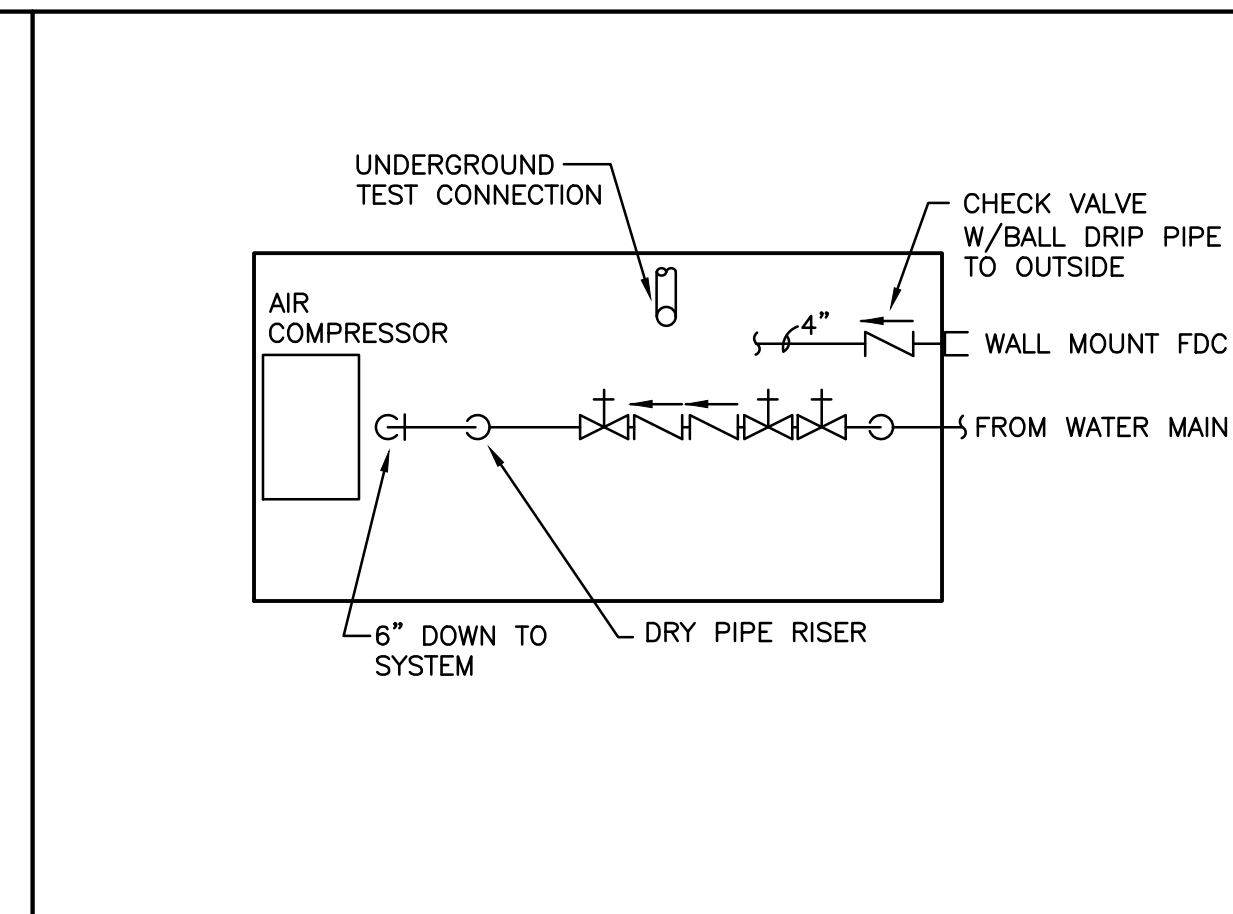 UNDERGROUND
TEST CONNECTION
CHECK VALVE
W/BALL DRIP PIPE
TO OUTSIDE
AIR
COMPRESSOR
4"
WALL MOUNT FDC
FROM WATER MAIN
6" DOWN TO
SYSTEM
DRY PIPE RISER